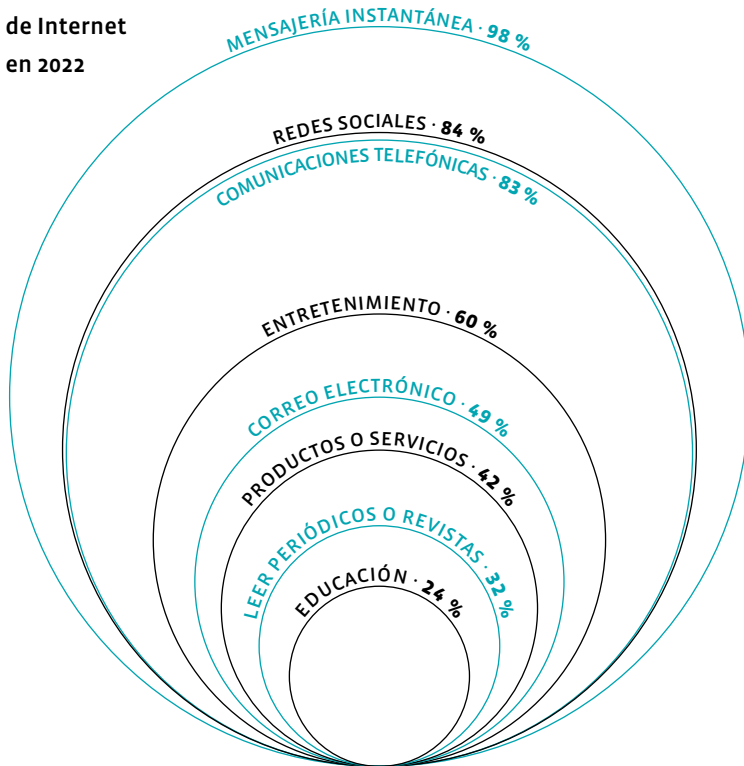 de Internet
en 2022
MENSAJERÍA INSTANTÁNEA · 98 %
REDES SOCIALES · 84 %
COMUNICACIONES TELEFÓNICAS · 83 %
ENTRETENIMIENTO · 60 %
CORREO ELECTRÓNICO · 49 %
PRODUCTOS O SERVICIOS · 42 %
LEER PERIÓDICOS O REVISTAS · 32 %
EDUCACIÓN · 24 %